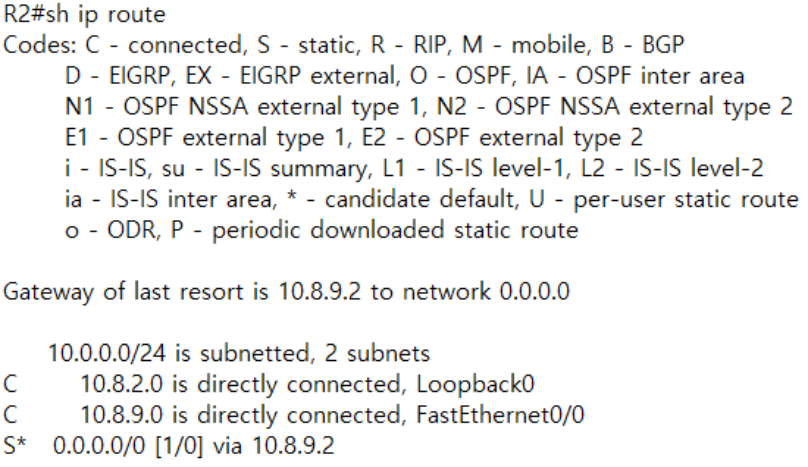 R2#sh ip route
Codes: C - connected, S - static, R - RIP, M - mobile, B - BGP
D - EIGRP, EX - EIGRP external, O - OSPF, IA - OSPF inter area
N1 - OSPF NSSA external type 1, N2 - OSPF NSSA external type 2
E1 - OSPF external type 1, E2 - OSPF external type 2
i - IS-IS, su - IS-IS summary, L1 - IS-IS level-1, L2 - IS-IS level-2
ia - IS-IS inter area, * - candidate default, U - per-user static route
o - ODR, P - periodic downloaded static route
Gateway of last resort is 10.8.9.2 to network 0.0.0.0
10.0.0.0/24 is subnetted, 2 subnets
C 10.8.2.0 is directly connected, Loopback0
C 10.8.9.0 is directly connected, FastEthernet0/0
S* 0.0.0.0/0 [1/0] via 10.8.9.2